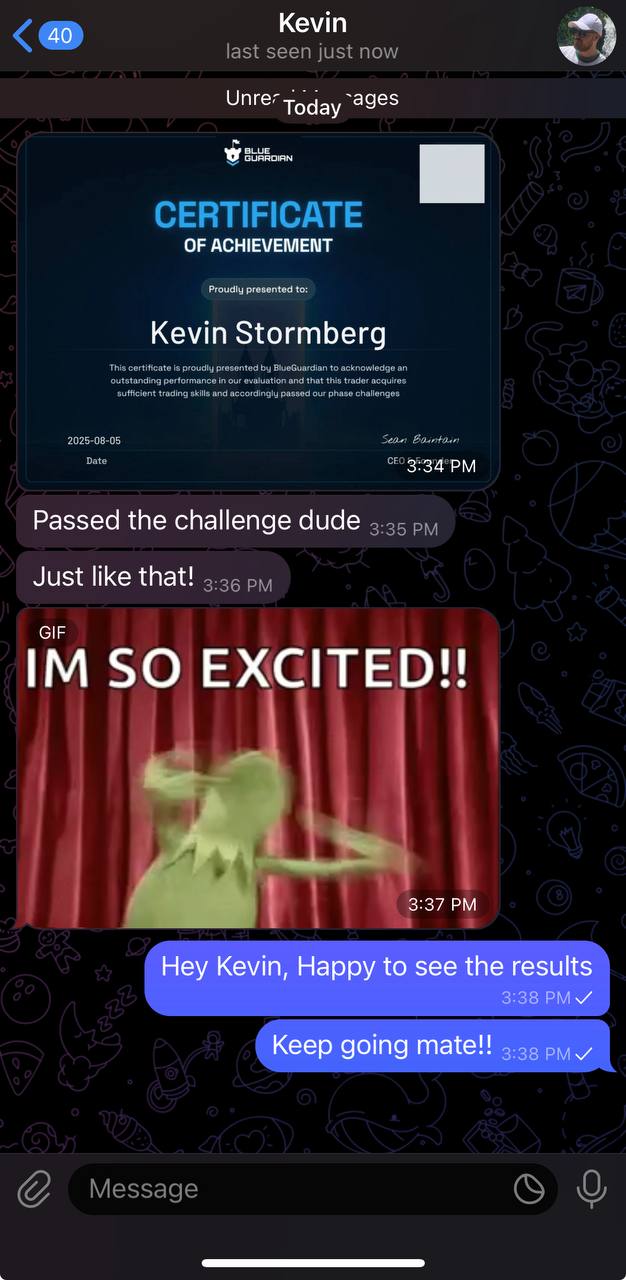 40
Kevin
last seen just now
Today
BLUE
GUARDIAN
CERTIFICATE
OF ACHIEVEMENT
Proudly presented to:
Kevin Stormberg
This certificate is proudly presented by BlueGuardian to acknowledge an
outstanding performance in our evaluation and that this trader acquires
sufficient trading skills and accordingly passed our phase challenges
2025-08-05
Sean Baintain
Date
CEO
3:34 PM
Passed the challenge dude 3:35 PM
Just like that! 3:36 PM
GIF
IM SO EXCITED!!
3:37 PM
Hey Kevin, Happy to see the results
3:38 PM
Keep going mate!! 3:38 PM
Message